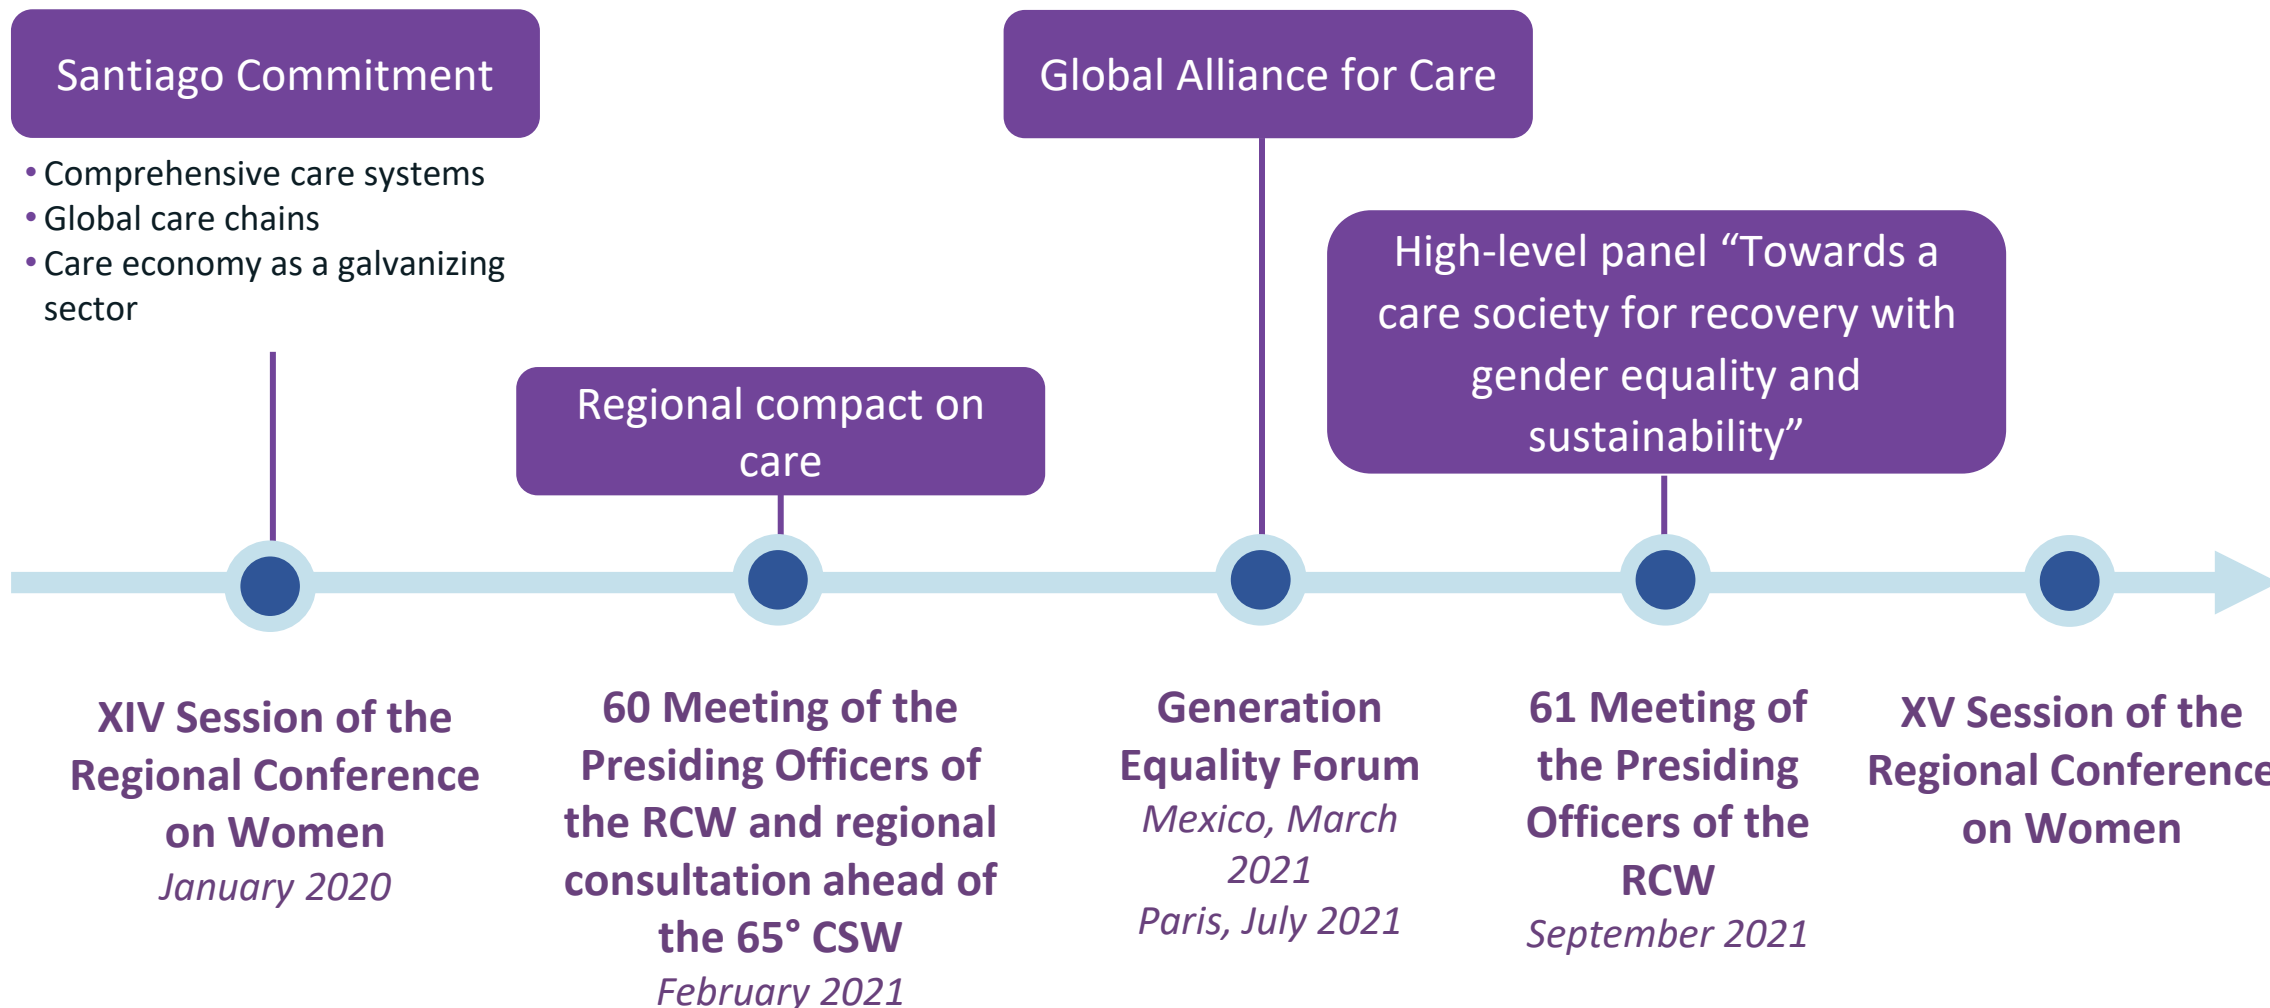 Santiago Commitment
• Comprehensive care systems
• Global care chains
• Care economy as a galvanizing
sector
Regional compact on
care
Global Alliance for Care
High-level panel “Towards a
care society for recovery with
gender equality and
sustainability”
XIV Session of the
Regional Conference
on Women
January 2020
60 Meeting of the
Presiding Officers of
the RCW and regional
consultation ahead of
the 65° CSW
February 2021
Generation
Equality Forum
Mexico, March
2021
Paris, July 2021
61 Meeting of
the Presiding
Officers of the
RCW
September 2021
XV Session of the
Regional Conference
on Women